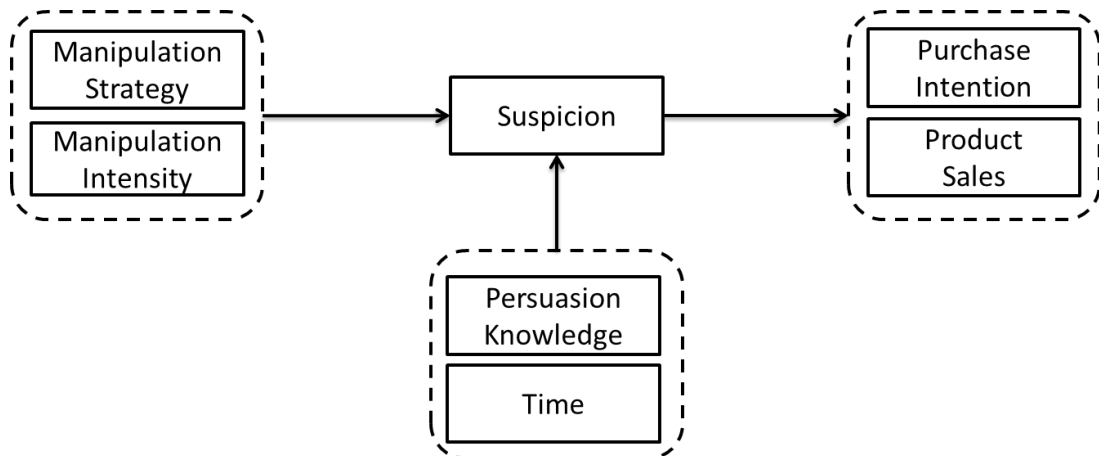 Manipulation
Strategy
Manipulation
Intensity
Suspicion
Purchase
Intention
Product
Sales
Persuasion
Knowledge
Time